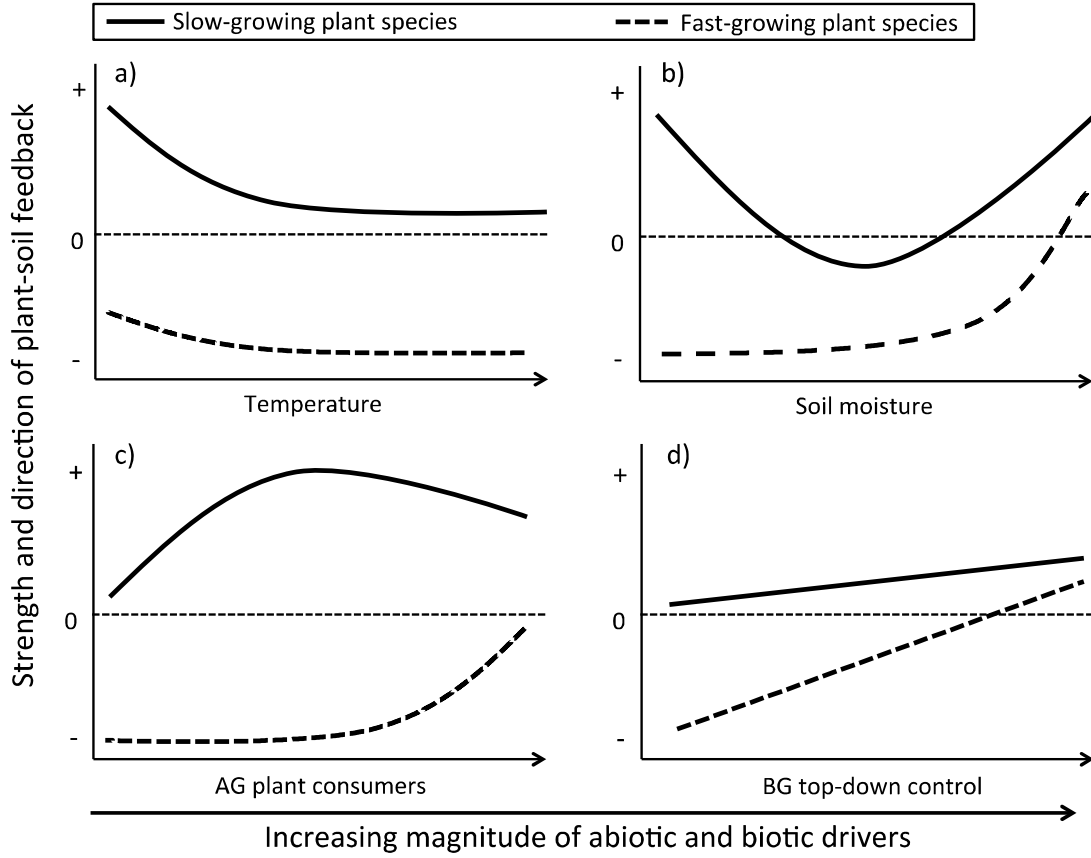 Slow-growing plant species
Fast-growing plant species
Strength and direction of plant-soil feedback
a)
+
0
-
Temperature
b)
+
0
-
Soil moisture
c)
+
0
-
AG plant consumers
d)
+
0
-
BG top-down control
Increasing magnitude of abiotic and biotic drivers